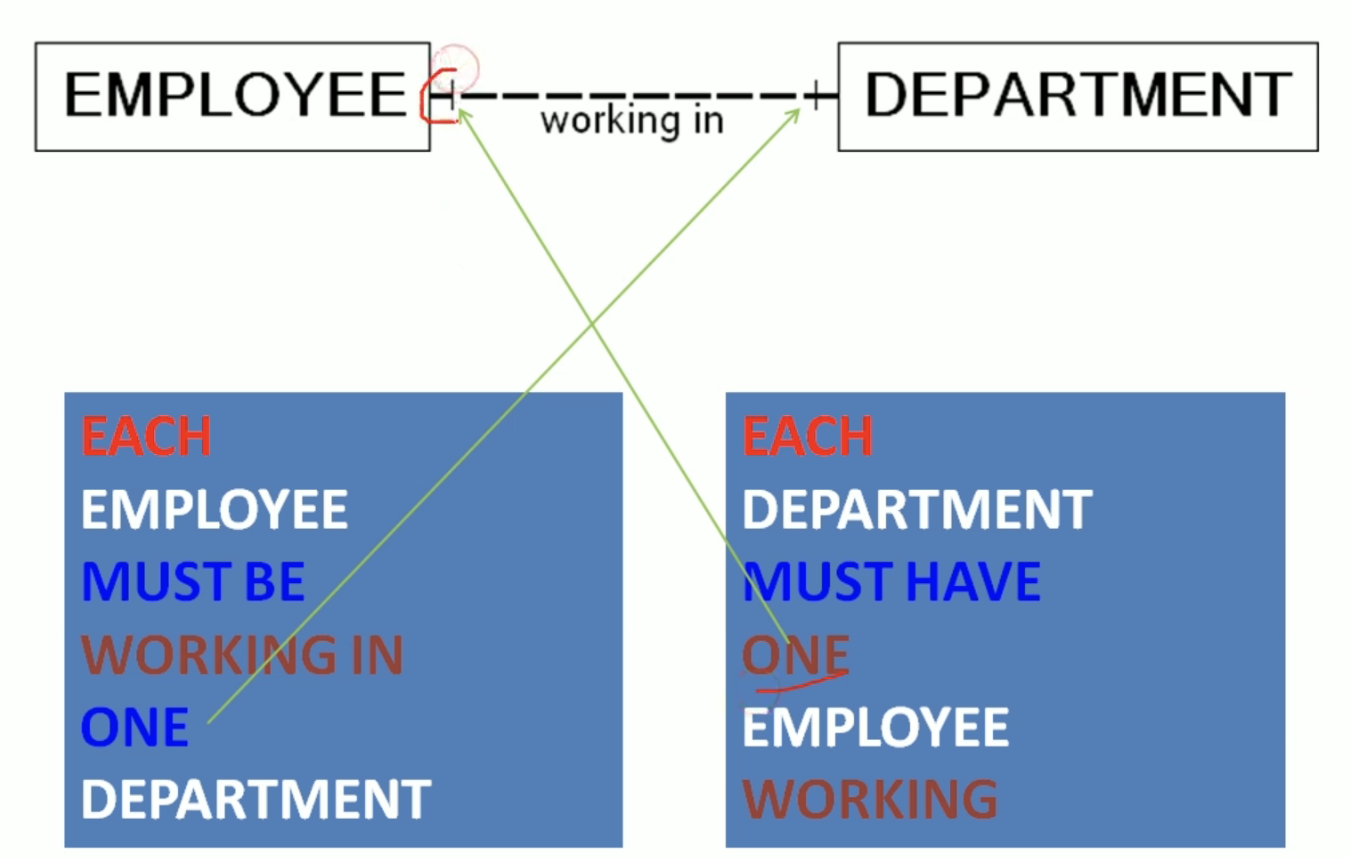 EMPLOYEE
working in
DEPARTMENT
EACH
EMPLOYEE
MUST BE
WORKING IN
ONE
DEPARTMENT
EACH
DEPARTMENT
MUST HAVE
ONE
EMPLOYEE
WORKING